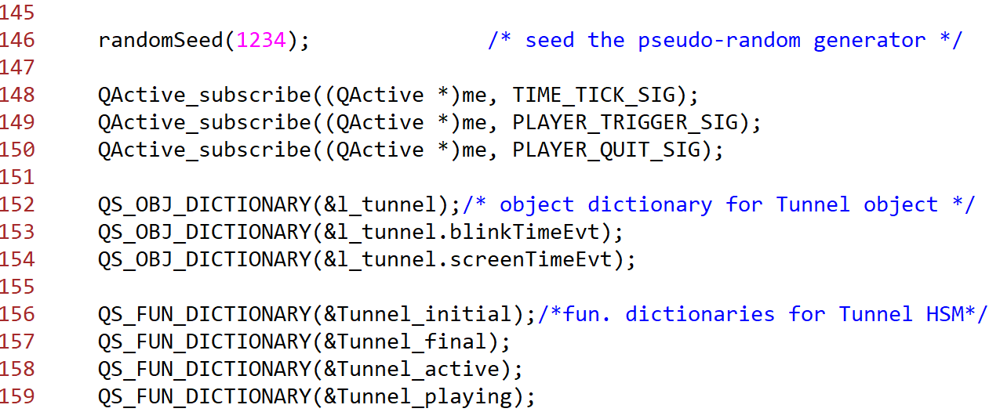 145
146     randomSeed(1234);              /* seed the pseudo-random generator */
147
148     QActive_subscribe((QActive *)me, TIME_TICK_SIG);
149     QActive_subscribe((QActive *)me, PLAYER_TRIGGER_SIG);
150     QActive_subscribe((QActive *)me, PLAYER_QUIT_SIG);
151
152     QS_OBJ_DICTIONARY(&l_tunnel);/* object dictionary for Tunnel object */
153     QS_OBJ_DICTIONARY(&l_tunnel.blinkTimeEvt);
154     QS_OBJ_DICTIONARY(&l_tunnel.screenTimeEvt);
155
156     QS_FUN_DICTIONARY(&Tunnel_initial);/*fun. dictionaries for Tunnel HSM*/
157     QS_FUN_DICTIONARY(&Tunnel_final);
158     QS_FUN_DICTIONARY(&Tunnel_active);
159     QS_FUN_DICTIONARY(&Tunnel_playing);